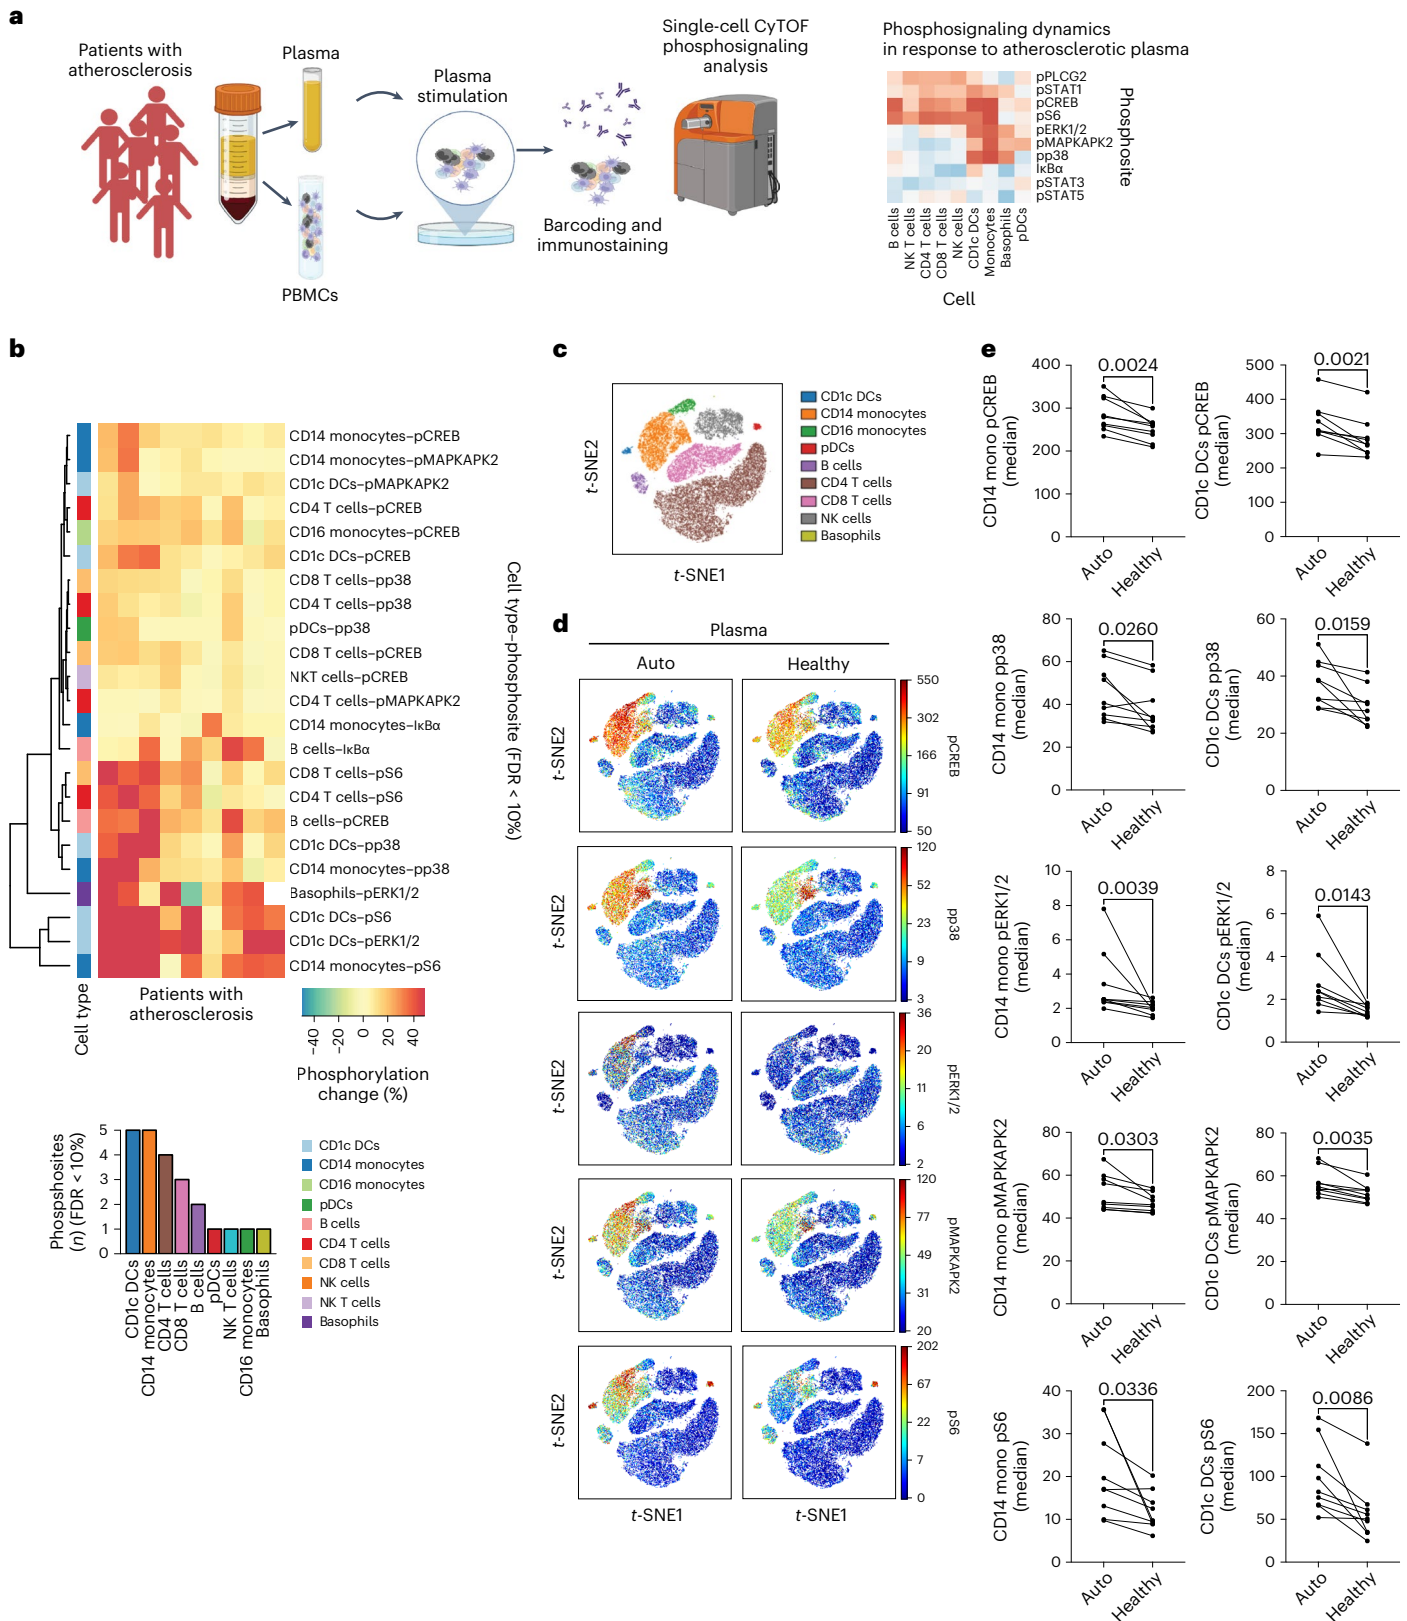 a
Patients with
atherosclerosis
Plasma
PBMCs
Plasma
stimulation
Barcoding and
immunostaining
Single-cell CyTOF
phosphosignaling
analysis
Phosphosignaling dynamics
in response to atherosclerotic plasma
pPLCG2
pSTAT1
pCREB
pS6
pERK1/2
pMAPKAPK2
pp38
IκBα
pSTAT3
pSTAT5
Phosphosite
B cells
NK T cells
CD4 T cells
CD8 T cells
NK cells
CD1c DCs
Monocytes
Basophils
pDCs
Cell
b
CD14 monocytes–pCREB
CD14 monocytes–pMAPKAPK2
CD1c DCs–pMAPKAPK2
CD4 T cells–pCREB
CD16 monocytes–pCREB
CD1c DCs–pCREB
CD8 T cells–pp38
CD4 T cells–pp38
pDCs–pp38
CD8 T cells–pCREB
NKT cells–pCREB
CD4 T cells–pMAPKAPK2
CD14 monocytes–IκBα
B cells–IκBα
CD8 T cells–pS6
CD4 T cells–pS6
B cells–pCREB
CD1c DCs–pp38
CD14 monocytes–pp38
Basophils–pERK1/2
CD1c DCs–pS6
CD1c DCs–pERK1/2
CD14 monocytes–pS6
Cell type–phosphosite (FDR < 10%)
Cell type
Patients with
atherosclerosis
−40
−20
0
20
40
Phosphorylation
change (%)
Phospshosites
(n) (FDR < 10%)
5
4
3
2
1
0
CD1c DCs
CD14 monocytes
CD4 T cells
CD8 T cells
B cells
pDCs
NK T cells
CD16 monocytes
Basophils
CD1c DCs
CD14 monocytes
CD16 monocytes
pDCs
B cells
CD4 T cells
CD8 T cells
NK cells
NK T cells
Basophils
c
t-SNE2
t-SNE1
CD1c DCs
CD14 monocytes
CD16 monocytes
pDCs
B cells
CD4 T cells
CD8 T cells
NK cells
Basophils
d
Plasma
Auto
Healthy
t-SNE2
550
302
166
91
50
pCREB
t-SNE2
120
52
23
9
3
pp38
t-SNE2
36
20
11
6
2
pERK1/2
t-SNE2
120
77
49
31
20
pMAPKAPK2
t-SNE2
202
67
22
7
0
pS6
t-SNE1
t-SNE1
e
CD14 mono pCREB
(median)
400
300
200
100
0
0.0024
Auto
Healthy
CD1c DCs pCREB
(median)
500
400
300
200
100
0
0.0021
Auto
Healthy
CD14 mono pp38
(median)
80
60
40
20
0
0.0260
Auto
Healthy
CD1c DCs pp38
(median)
60
40
20
0
0.0159
Auto
Healthy
CD14 mono pERK1/2
(median)
10
8
6
4
2
0
0.0039
Auto
Healthy
CD1c DCs pERK1/2
(median)
8
6
4
2
0
0.0143
Auto
Healthy
CD14 mono pMAPKAPK2
(median)
80
60
40
20
0
0.0303
Auto
Healthy
CD1c DCs pMAPKAPK2
(median)
80
60
40
20
0
0.0035
Auto
Healthy
CD14 mono pS6
(median)
40
30
20
10
0
0.0336
Auto
Healthy
CD1c DCs pS6
(median)
200
150
100
50
0
0.0086
Auto
Healthy